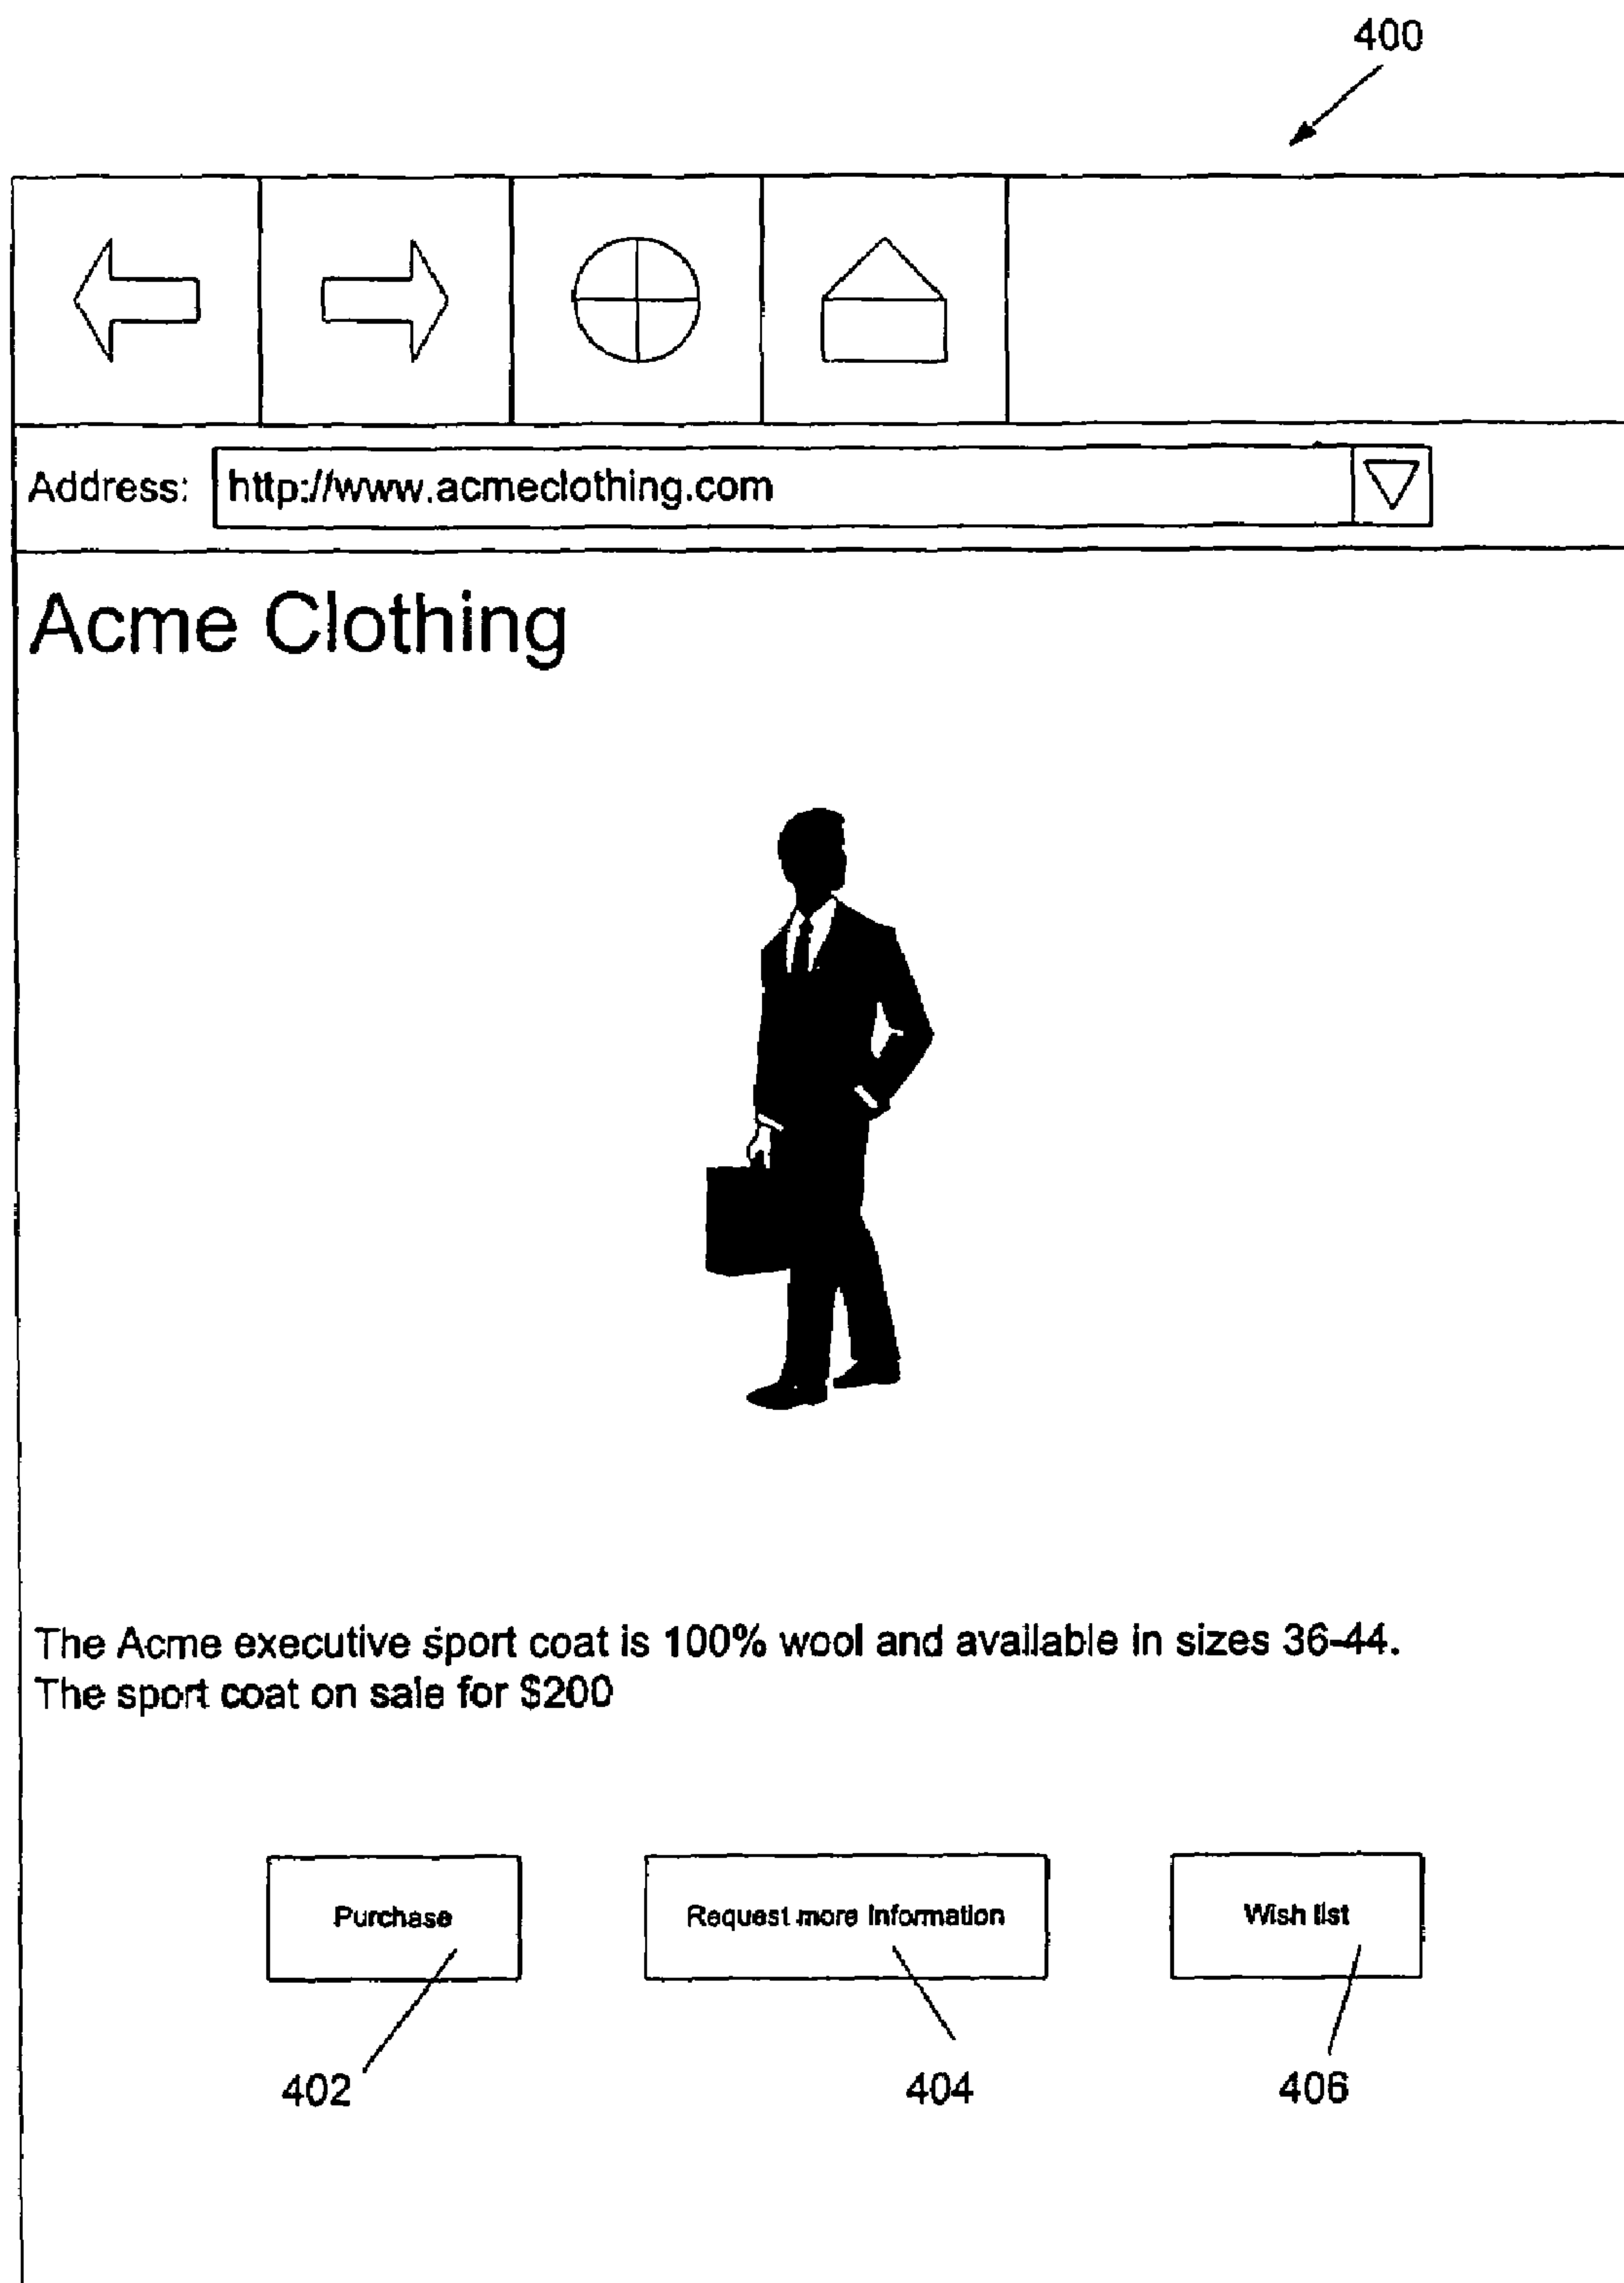 400
Address: http://www.acmeclothing.com
Acme Clothing
The Acme executive sport coat is 100% wool and available in sizes 36-44.
The sport coat on sale for $200
Purchase
Request more Information
Wish list
402
404
406